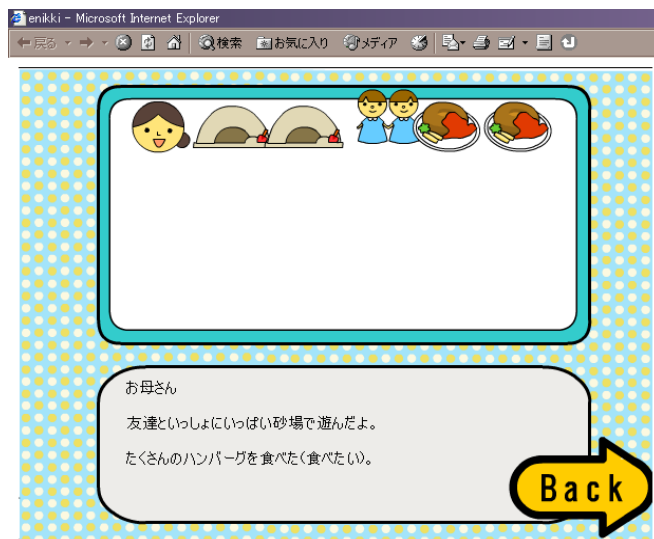 enikki - Microsoft Internet Explorer
戻る 検索 お気に入り メディア
お母さん
友達といっしょにいっぱい砂場で遊んだよ。
たくさんのハンバーグを食べた(食べたい)。
Back